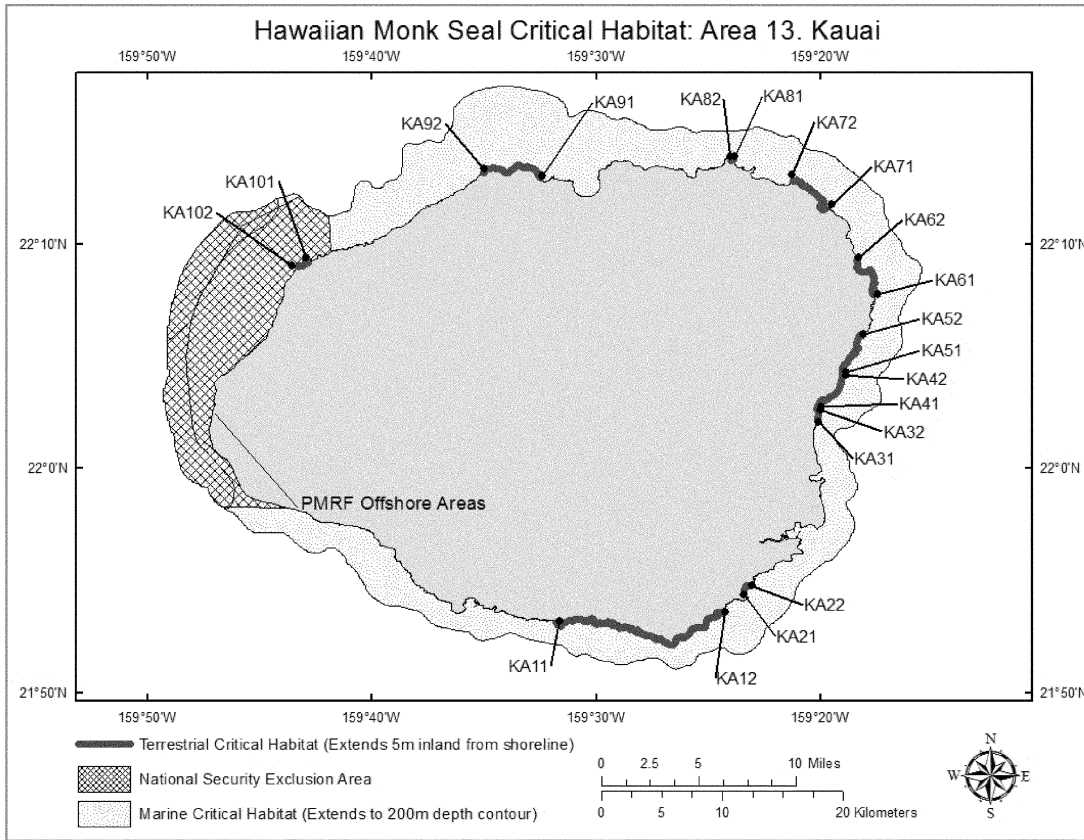 Hawaiian Monk Seal Critical Habitat: Area 13. Kauai
159°50'W 159°40'W 159°30'W 159°20'W
KA82 KA81
KA91
KA92
KA72
KA71
KA101
KA102
KA62
22°10'N 22°10'N
KA61
KA52
KA51
KA42
KA41
KA32
KA31
22°0'N 22°0'N
PMRF Offshore Areas
KA22
KA21
KA11
KA12
21°50'N 21°50'N
159°50'W 159°40'W 159°30'W 159°20'W
Terrestrial Critical Habitat (Extends 5m inland from shoreline)
National Security Exclusion Area
Marine Critical Habitat (Extends to 200m depth contour)
0 2.5 5 10 Miles
0 5 10 20 Kilometers
N
W E
S